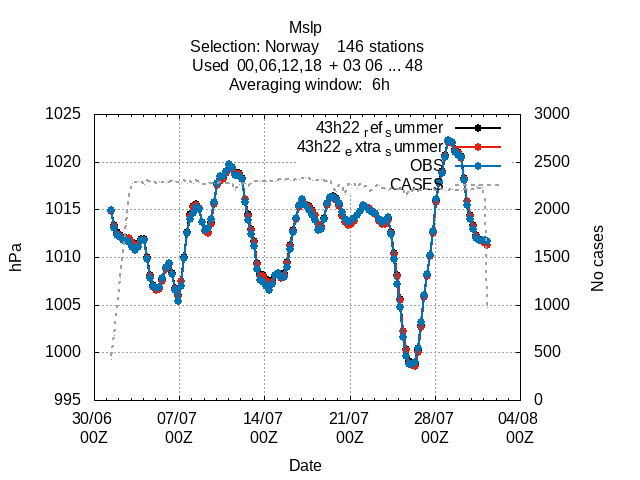 Mslp
Selection: Norway 146 stations
Used 00,06,12,18 + 03 06 ... 48
Averaging window: 6h
1025 3000
43h22 ref summer
43h22 extra summer
OBS
CASES
1020 2500
1015 2000
1010 1500
1005 1000
1000 500
995 0
hPa
No cases
30/06 07/07 14/07 21/07 28/07 04/08
00Z 00Z 00Z 00Z 00Z 00Z
Date